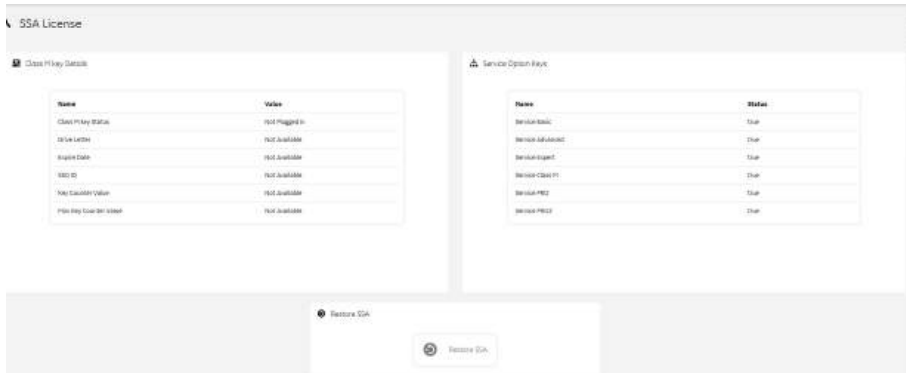 SSA License
Class M Key Details
Name Value
Class M Key Status Not Plugged In
Drive Letter Not Available
Expire Date Not Available
SSO ID Not Available
Key Counter Value Not Available
Max Key Counter Value Not Available
Service Option Keys
Name Status
Service Basic True
Service Advanced True
Service Expert True
Service Class M True
Service True
Service True
Restore SSA
Restore SSA